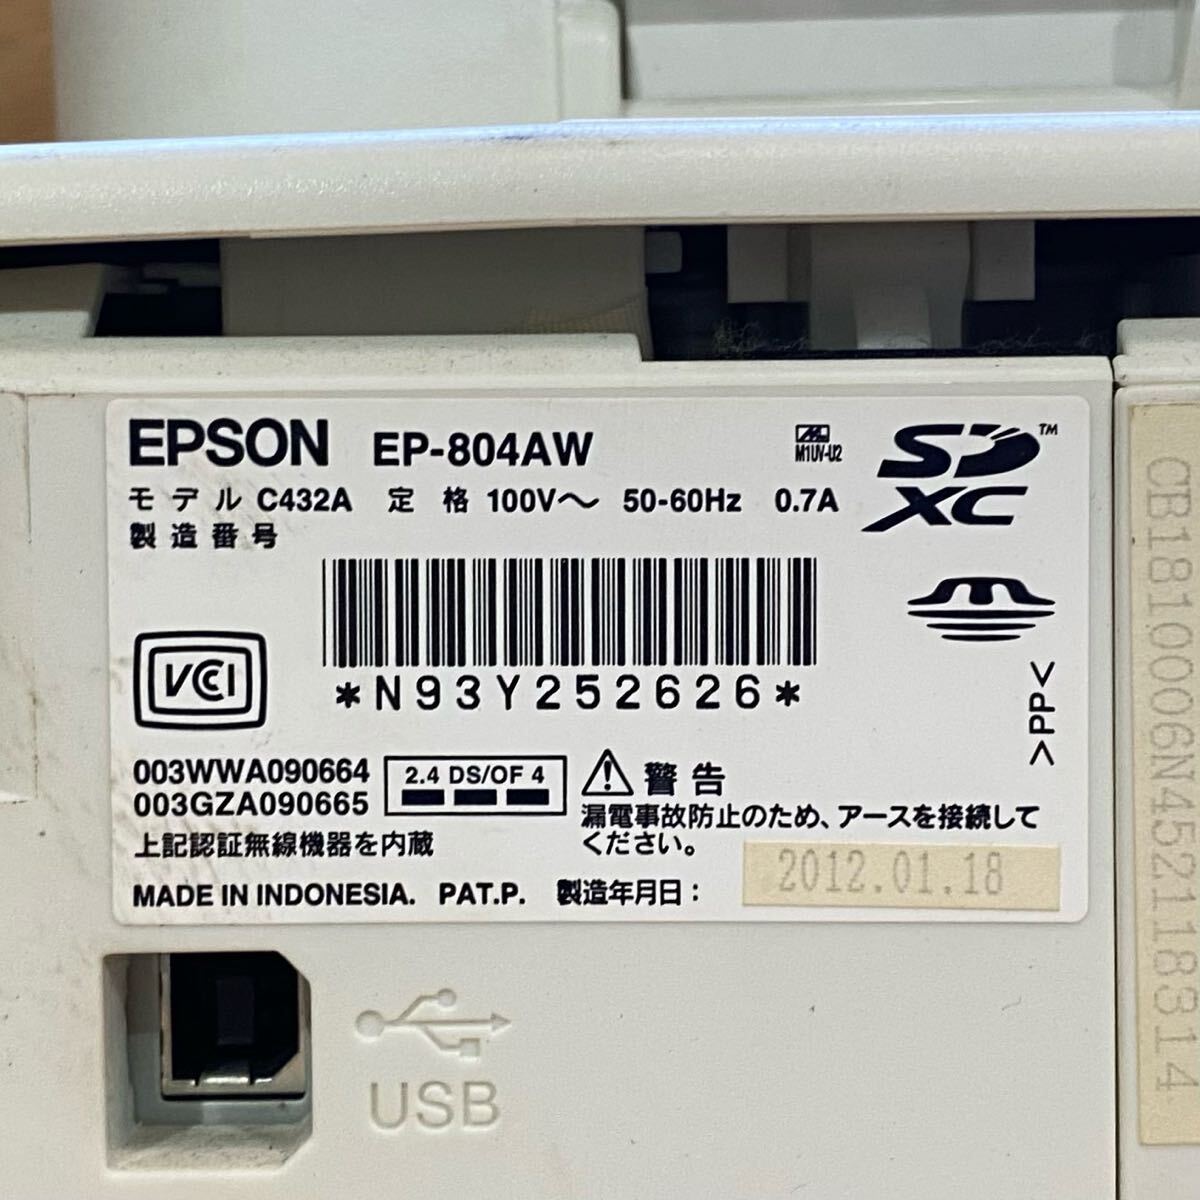 EPSON EP-804AW
M1UV-U2
SD™
XC
モデル C432A 定格 100V～ 50-60Hz 0.7A
製造番号
*N93Y252626*
VCCI
>PP<
003WWA090664
003GZA090665
2.4 DS/OF 4
警告
漏電事故防止のため、アースを接続して
ください。
上記認証無線機器を内蔵
MADE IN INDONESIA. PAT.P. 製造年月日: 2012.01.18
USB
CB1810006N452118314